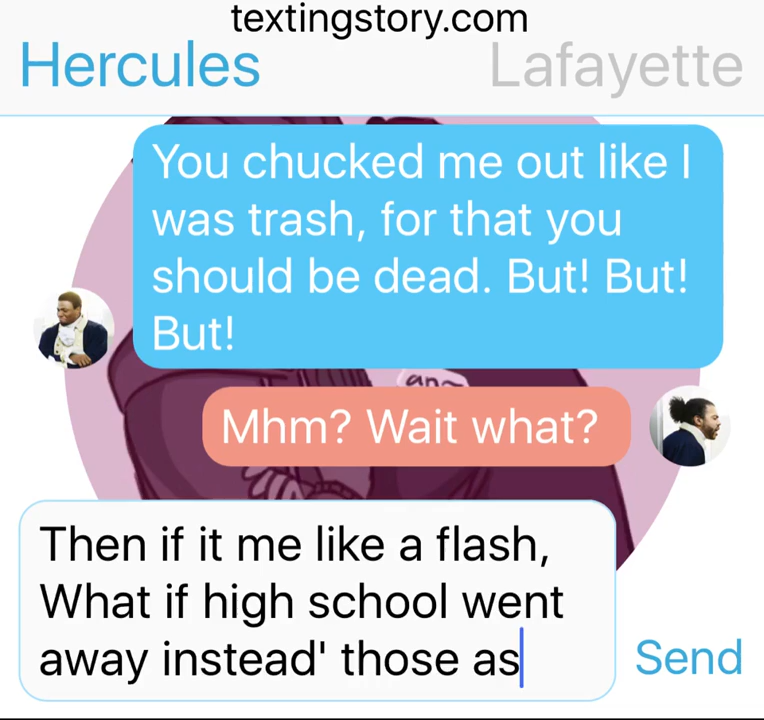 textingstory.com
Hercules
Lafayette
You chucked me out like I
was trash, for that you
should be dead. But! But!
But!
Mhm? Wait what?
Then if it me like a flash,
What if high school went
away instead' those as
Send